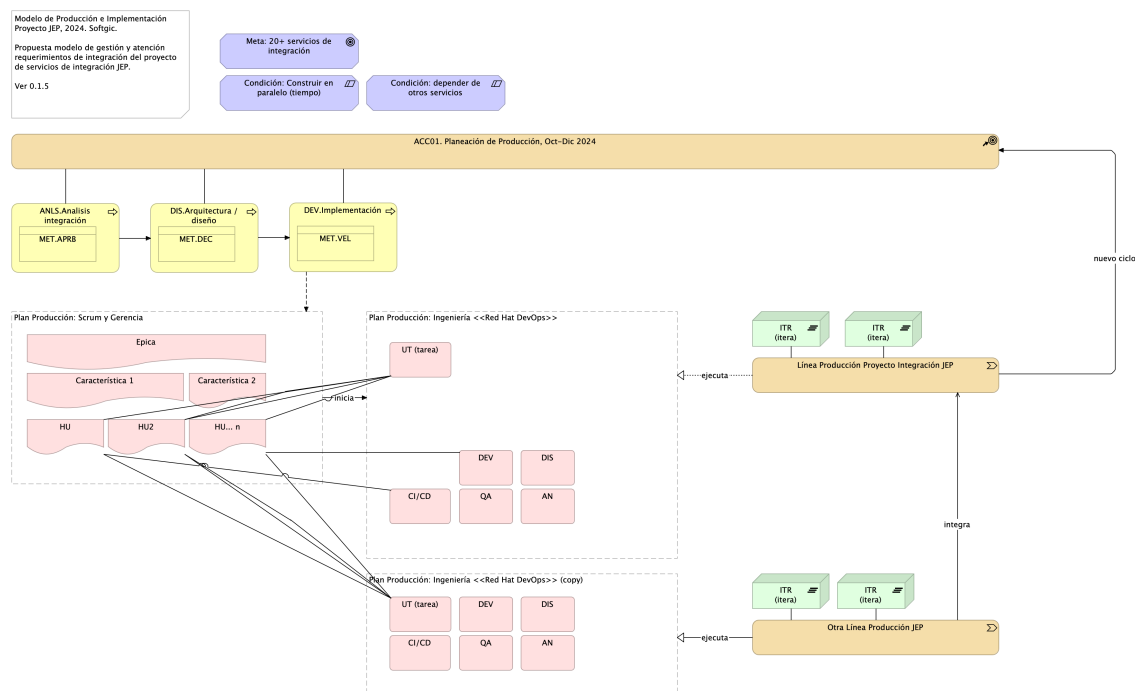 Modelo de Producción e Implementación
Proyecto JEP, 2024. Softgic.
Propuesta modelo de gestión y atención
requerimientos de integración del proyecto
de servicios de integración JEP.
Ver 0.1.5
Meta: 20+ servicios de
integración
Condición: Construir en
paralelo (tiempo)
Condición: depender de
otros servicios
ACC01. Planeación de Producción, Oct-Dic 2024
ANLS.Analisis
integración
MET.APRB
DIS.Arquitectura /
diseño
MET.DEC
DEV.Implementación
MET.VEL
nuevo ciclo
Plan Producción: Scrum y Gerencia
Epica
Característica 1
Característica 2
HU
HU2
HU... n
inicia
Plan Producción: Ingeniería <<Red Hat DevOps>>
UT (tarea)
DEV
DIS
CI/CD
QA
AN
ejecuta
ITR
(itera)
ITR
(itera)
Línea Producción Proyecto Integración JEP
integra
Plan Producción: Ingeniería <<Red Hat DevOps>> (copy)
UT (tarea)
DEV
DIS
CI/CD
QA
AN
ejecuta
ITR
(itera)
ITR
(itera)
Otra Línea Producción JEP